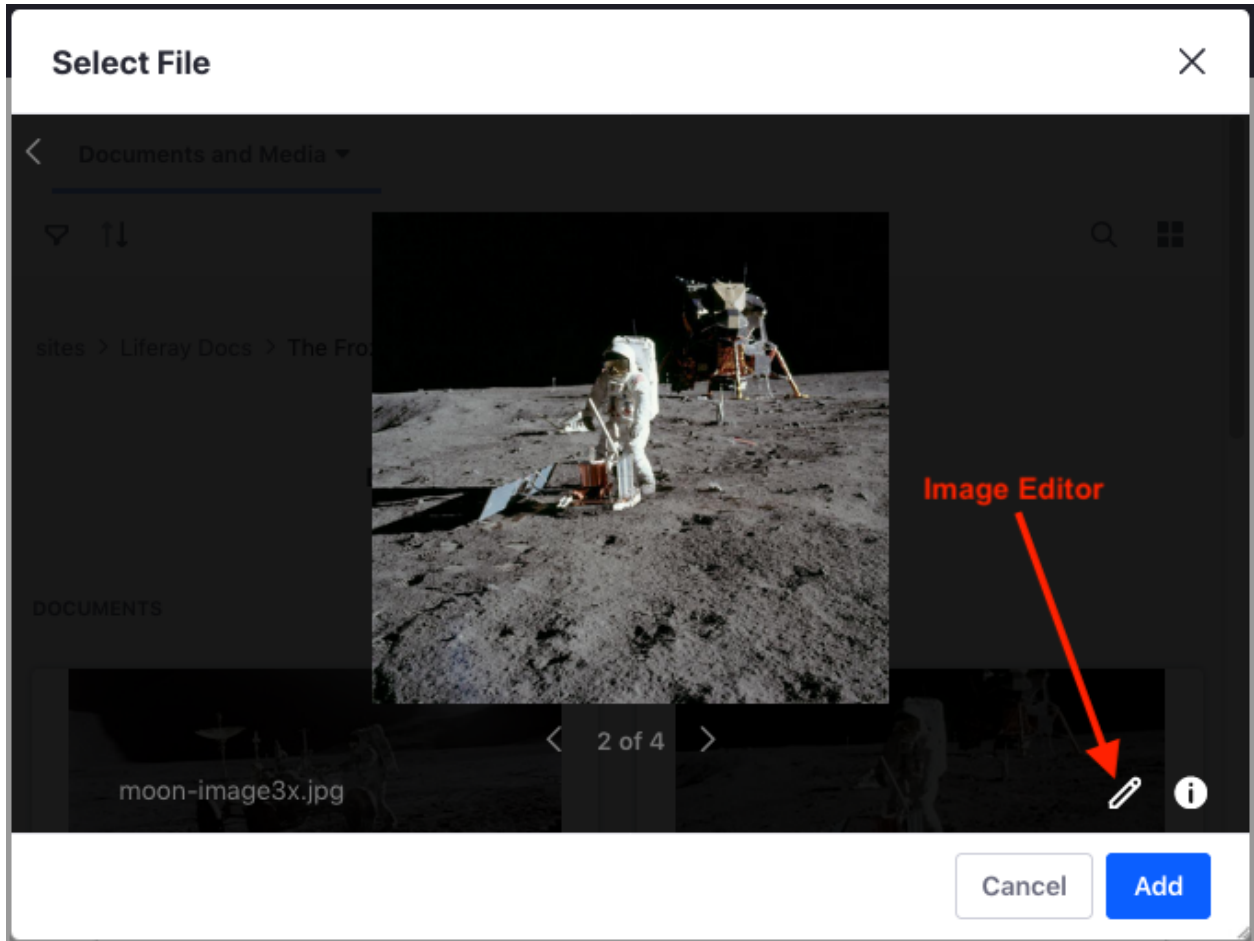 Select File
Documents and Media
sites > Liferay Docs > The Fro
Image Editor
DOCUMENTS
2 of 4
moon-image3x.jpg
Cancel
Add